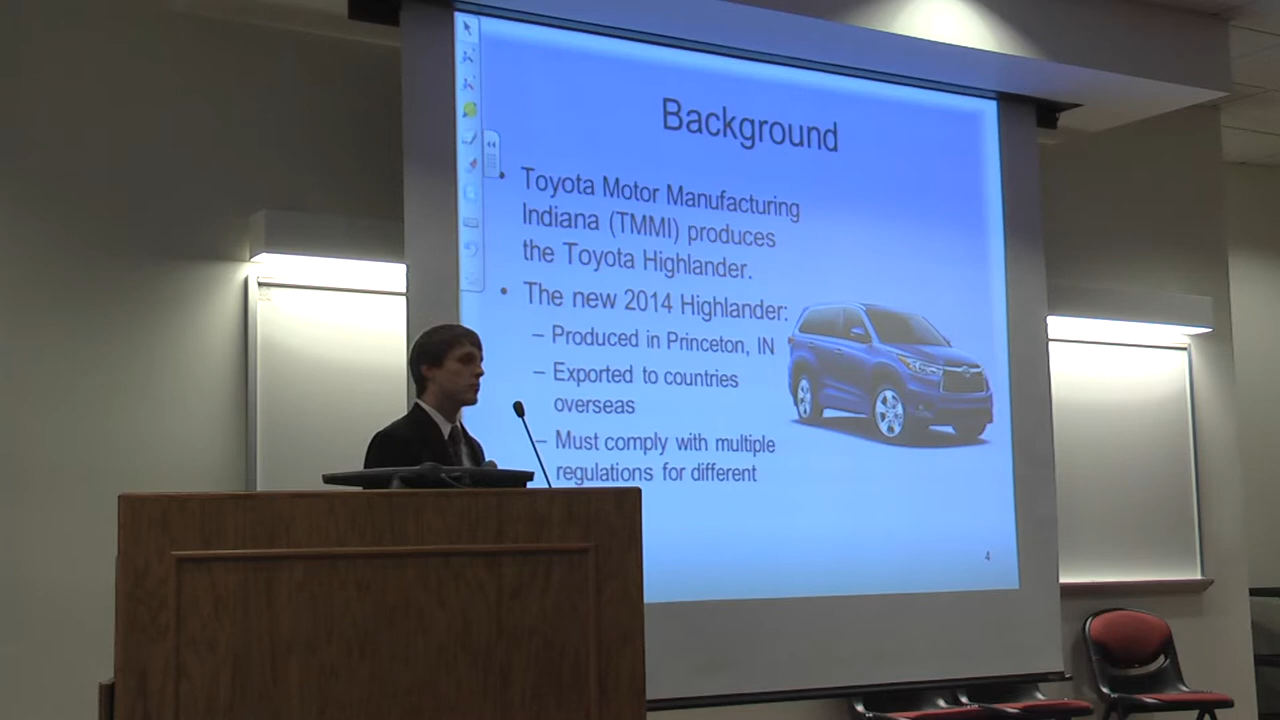 Background
• Toyota Motor Manufacturing
Indiana (TMMI) produces
the Toyota Highlander.
• The new 2014 Highlander:
– Produced in Princeton, IN
– Exported to countries
overseas
– Must comply with multiple
regulations for different
4